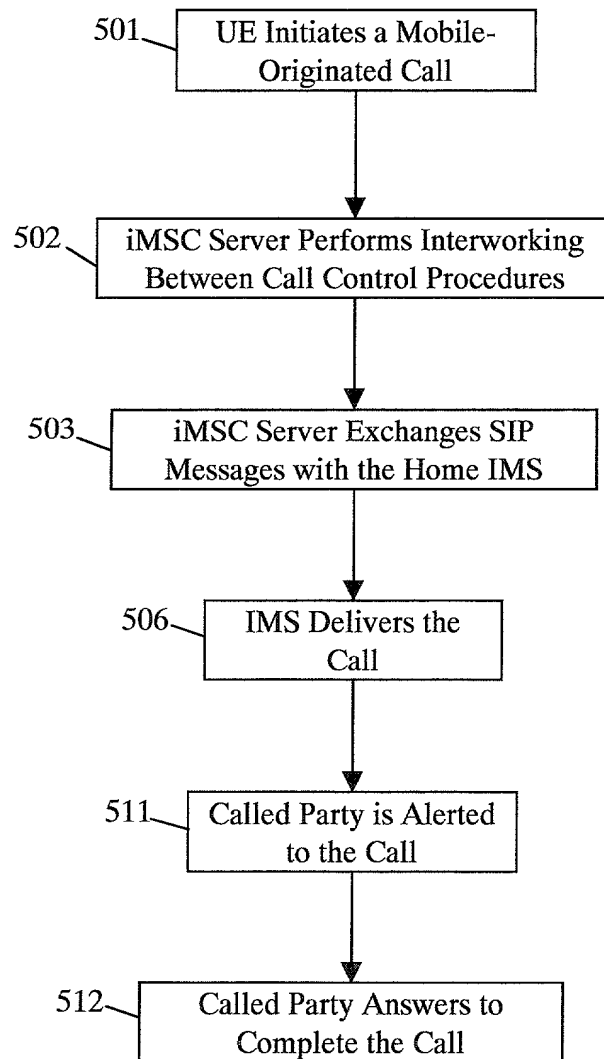 501
UE Initiates a Mobile-
Originated Call
502
iMSC Server Performs Interworking
Between Call Control Procedures
503
iMSC Server Exchanges SIP
Messages with the Home IMS
506
IMS Delivers the
Call
511
Called Party is Alerted
to the Call
512
Called Party Answers to
Complete the Call